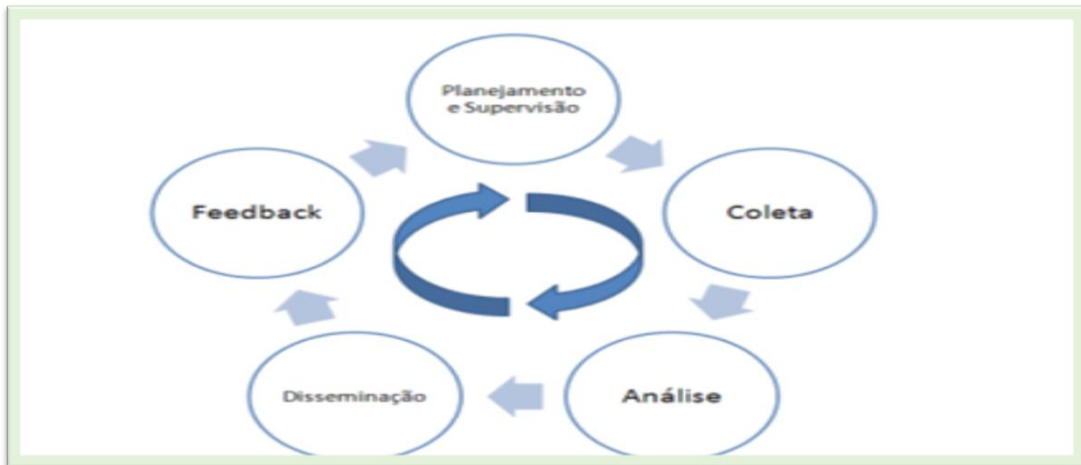 Planejamento
e Supervisão
Feedback
Coleta
Disseminação
Análise